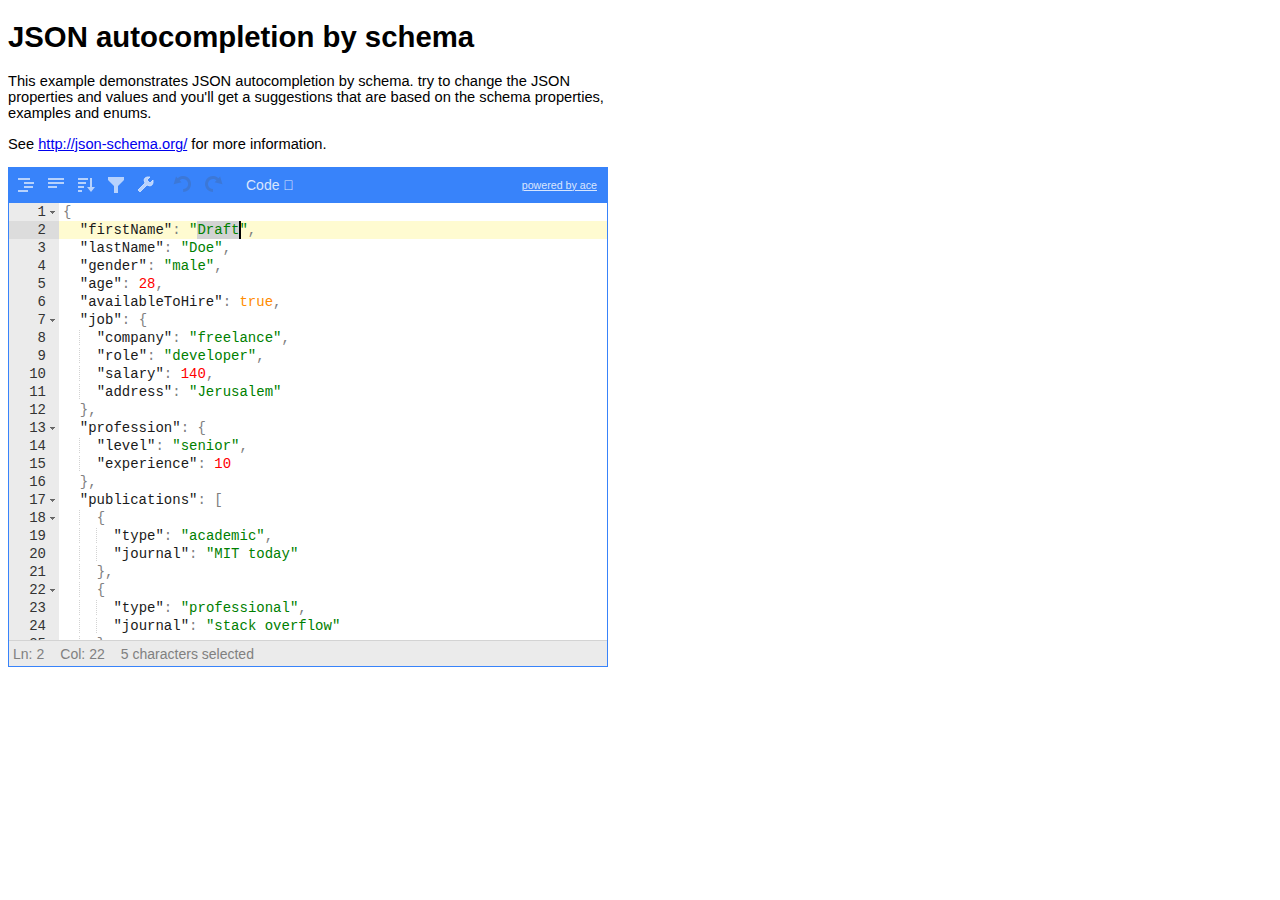 JSON autocompletion by schema
This example demonstrates JSON autocompletion by schema. try to change the JSON
properties and values and you'll get a suggestions that are based on the schema properties,
examples and enums.
See http://json-schema.org/ for more information.
Code
powered by ace
1 {
2 "firstName": "Draft",
3 "lastName": "Doe",
4 "gender": "male",
5 "age": 28,
6 "availableToHire": true,
7 "job": {
8 "company": "freelance",
9 "role": "developer",
10 "salary": 140,
11 "address": "Jerusalem"
12 },
13 "profession": {
14 "level": "senior",
15 "experience": 10
16 },
17 "publications": [
18 {
19 "type": "academic",
20 "journal": "MIT today"
21 },
22 {
23 "type": "professional",
24 "journal": "stack overflow"
Ln: 2 Col: 22 5 characters selected